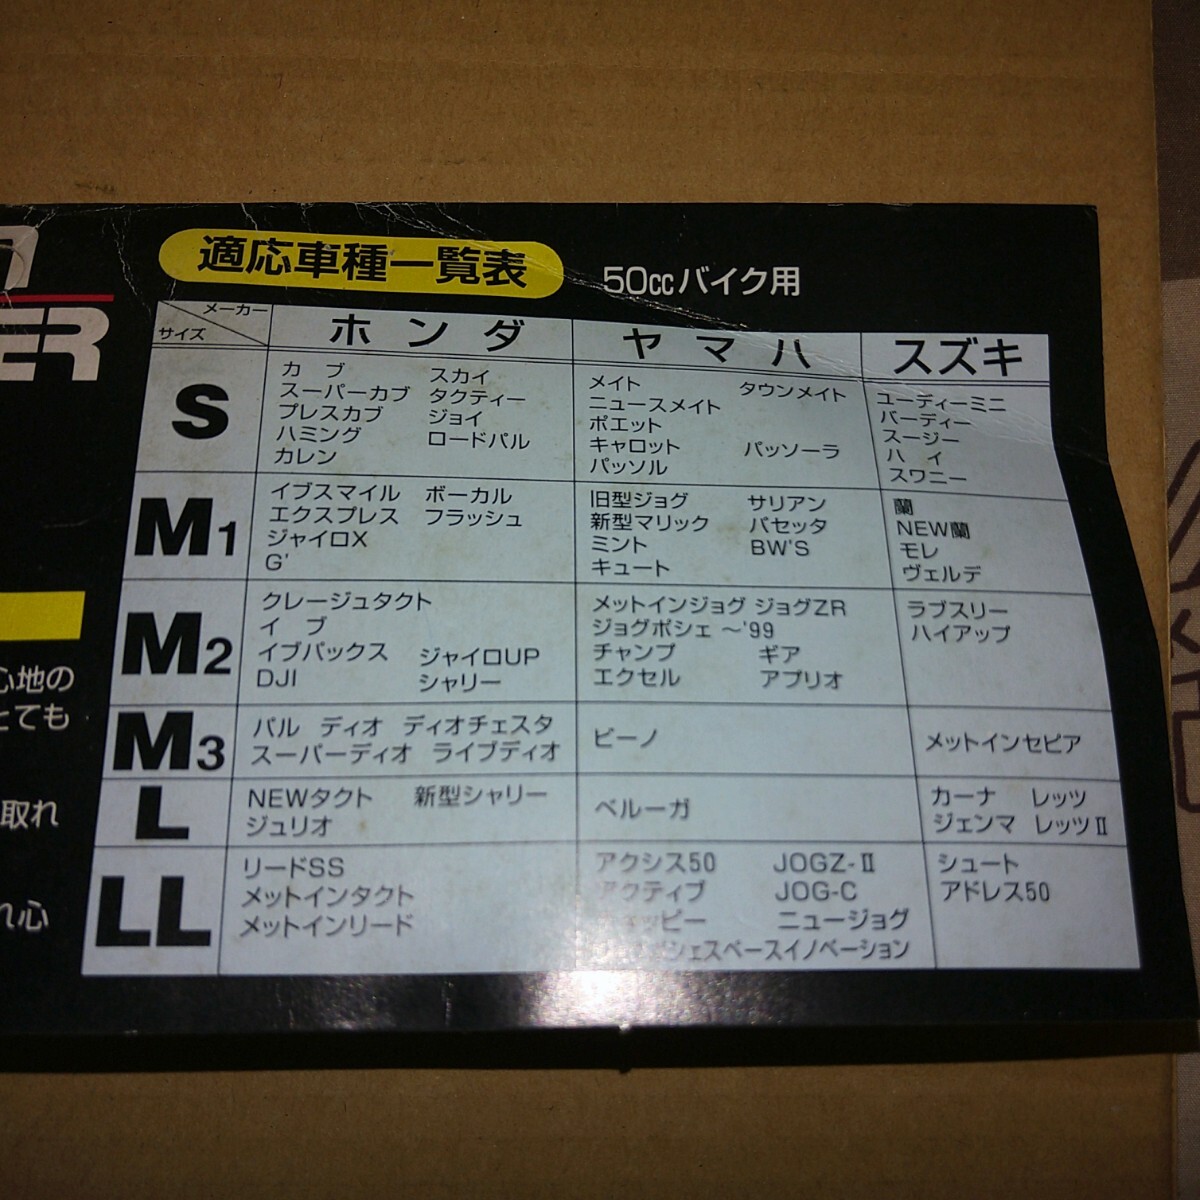 適応車種一覧表 50ccバイク用
メーカー
サイズ
ホンダ ヤマハ スズキ
S
カブ スカイ
スーパーカブ タクティー
プレスカブ ジョイ
ハミング ロードパル
カレン
メイト タウンメイト
ニュースメイト
ポエット
キャロット パッソーラ
パッソル
ユーディーミニ
バーディー
スージー
ハイ
スワニー
M1
イブスマイル ボーカル
エクスプレス フラッシュ
ジャイロX
G'
旧型ジョグ サリアン
新型マリック パセッタ
ミント BW'S
キュート
蘭
NEW蘭
モレ
ヴェルデ
M2
クレージュタクト
イブ
イブパックス ジャイロUP
DJI シャリー
メットインジョグ ジョグZR
ジョグポシェ ～'99
チャンプ ギア
エクセル アプリオ
ラブスリー
ハイアップ
M3
パル ディオ ディオチェスタ
スーパーディオ ライブディオ
ビーノ
メットインセピア
L
NEWタクト 新型シャリー
ジュリオ
ベルーガ
カーナ レッツ
ジェンマ レッツⅡ
LL
リードSS
メットインタクト
メットインリード
アクシス50 JOGZ-Ⅱ
アクティブ JOG-C
ニュージョグ
シェスペースイノベーション
シュート
アドレス50
ER
心地の
とても
取れ
れ心